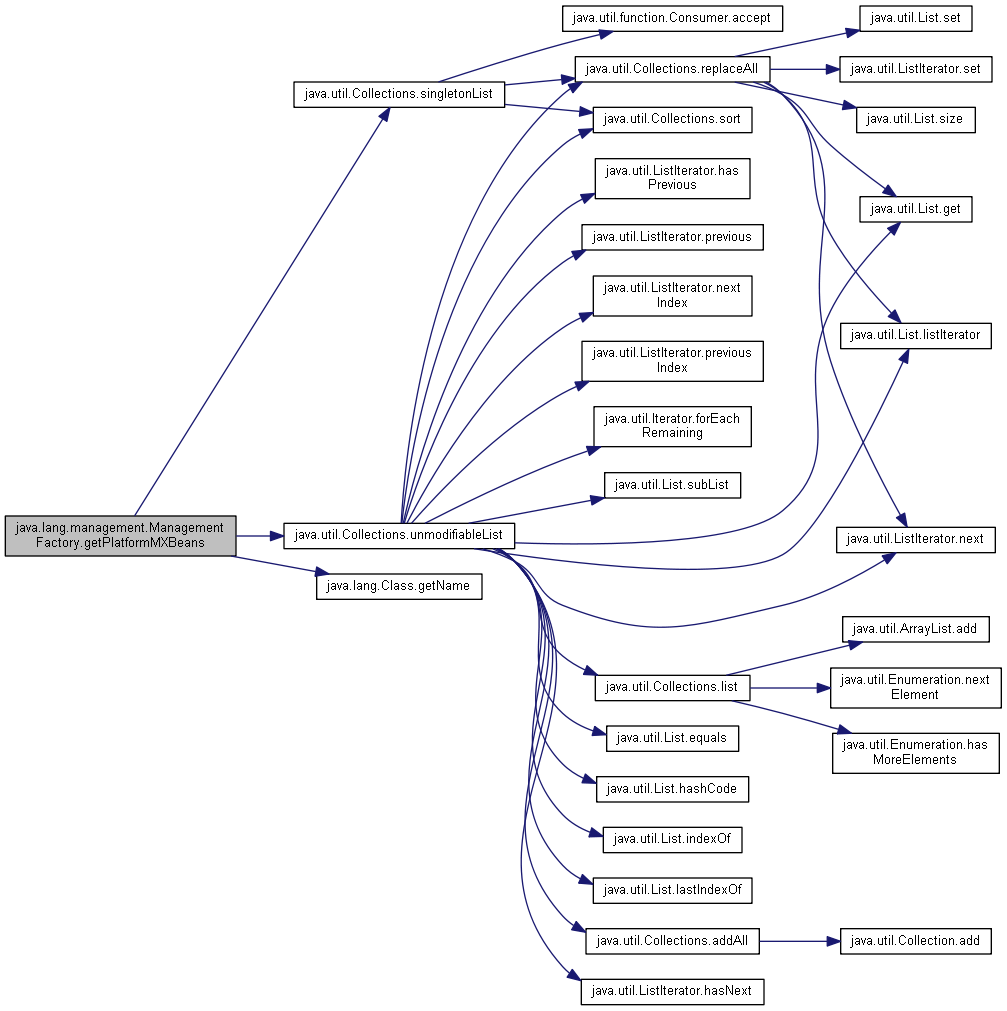 java.util.function.Consumer.accept
java.util.List.set
java.util.Collections.replaceAll
java.util.ListIterator.set
java.util.Collections.singletonList
java.util.Collections.sort
java.util.List.size
java.util.ListIterator.has
Previous
java.util.List.get
java.util.ListIterator.previous
java.util.ListIterator.next
Index
java.util.List.listIterator
java.util.ListIterator.previous
Index
java.util.Iterator.forEach
Remaining
java.util.List.subList
java.lang.management.Management
Factory.getPlatformMXBeans
java.util.Collections.unmodifiableList
java.util.ListIterator.next
java.lang.Class.getName
java.util.ArrayList.add
java.util.Collections.list
java.util.Enumeration.next
Element
java.util.List.equals
java.util.Enumeration.has
MoreElements
java.util.List.hashCode
java.util.List.indexOf
java.util.List.lastIndexOf
java.util.Collections.addAll
java.util.Collection.add
java.util.ListIterator.hasNext